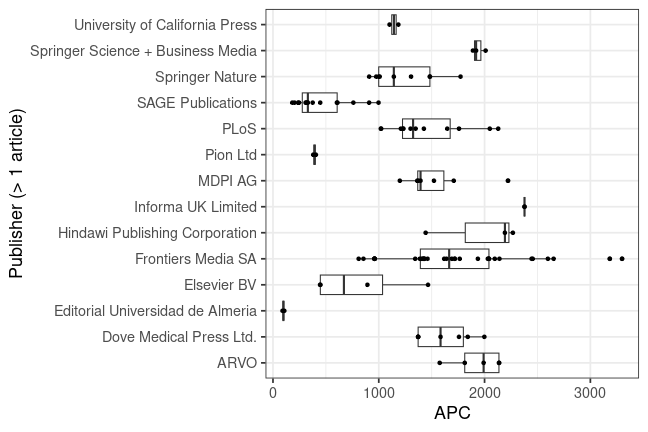 University of California Press
Springer Science + Business Media
Springer Nature
SAGE Publications
PLoS
Pion Ltd
MDPI AG
Informa UK Limited
Hindawi Publishing Corporation
Frontiers Media SA
Elsevier BV
Editorial Universidad de Almeria
Dove Medical Press Ltd.
ARVO
Publisher (> 1 article)
0 1000 2000 3000
APC